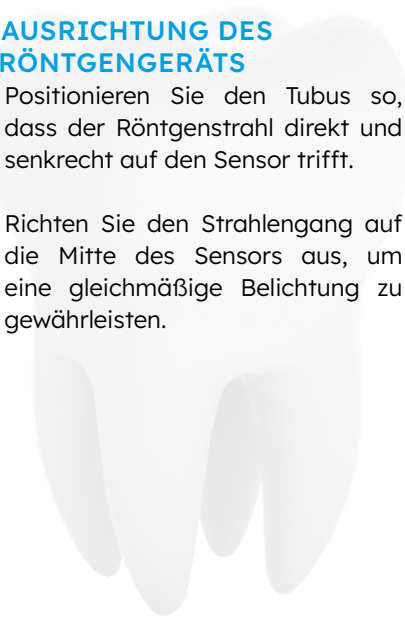 AUSRICHTUNG DES
RÖNTGENGERÄTS
Positionieren Sie den Tubus so,
dass der Röntgenstrahl direkt und
senkrecht auf den Sensor trifft.
Richten Sie den Strahlengang auf
die Mitte des Sensors aus, um
eine gleichmäßige Belichtung zu
gewährleisten.